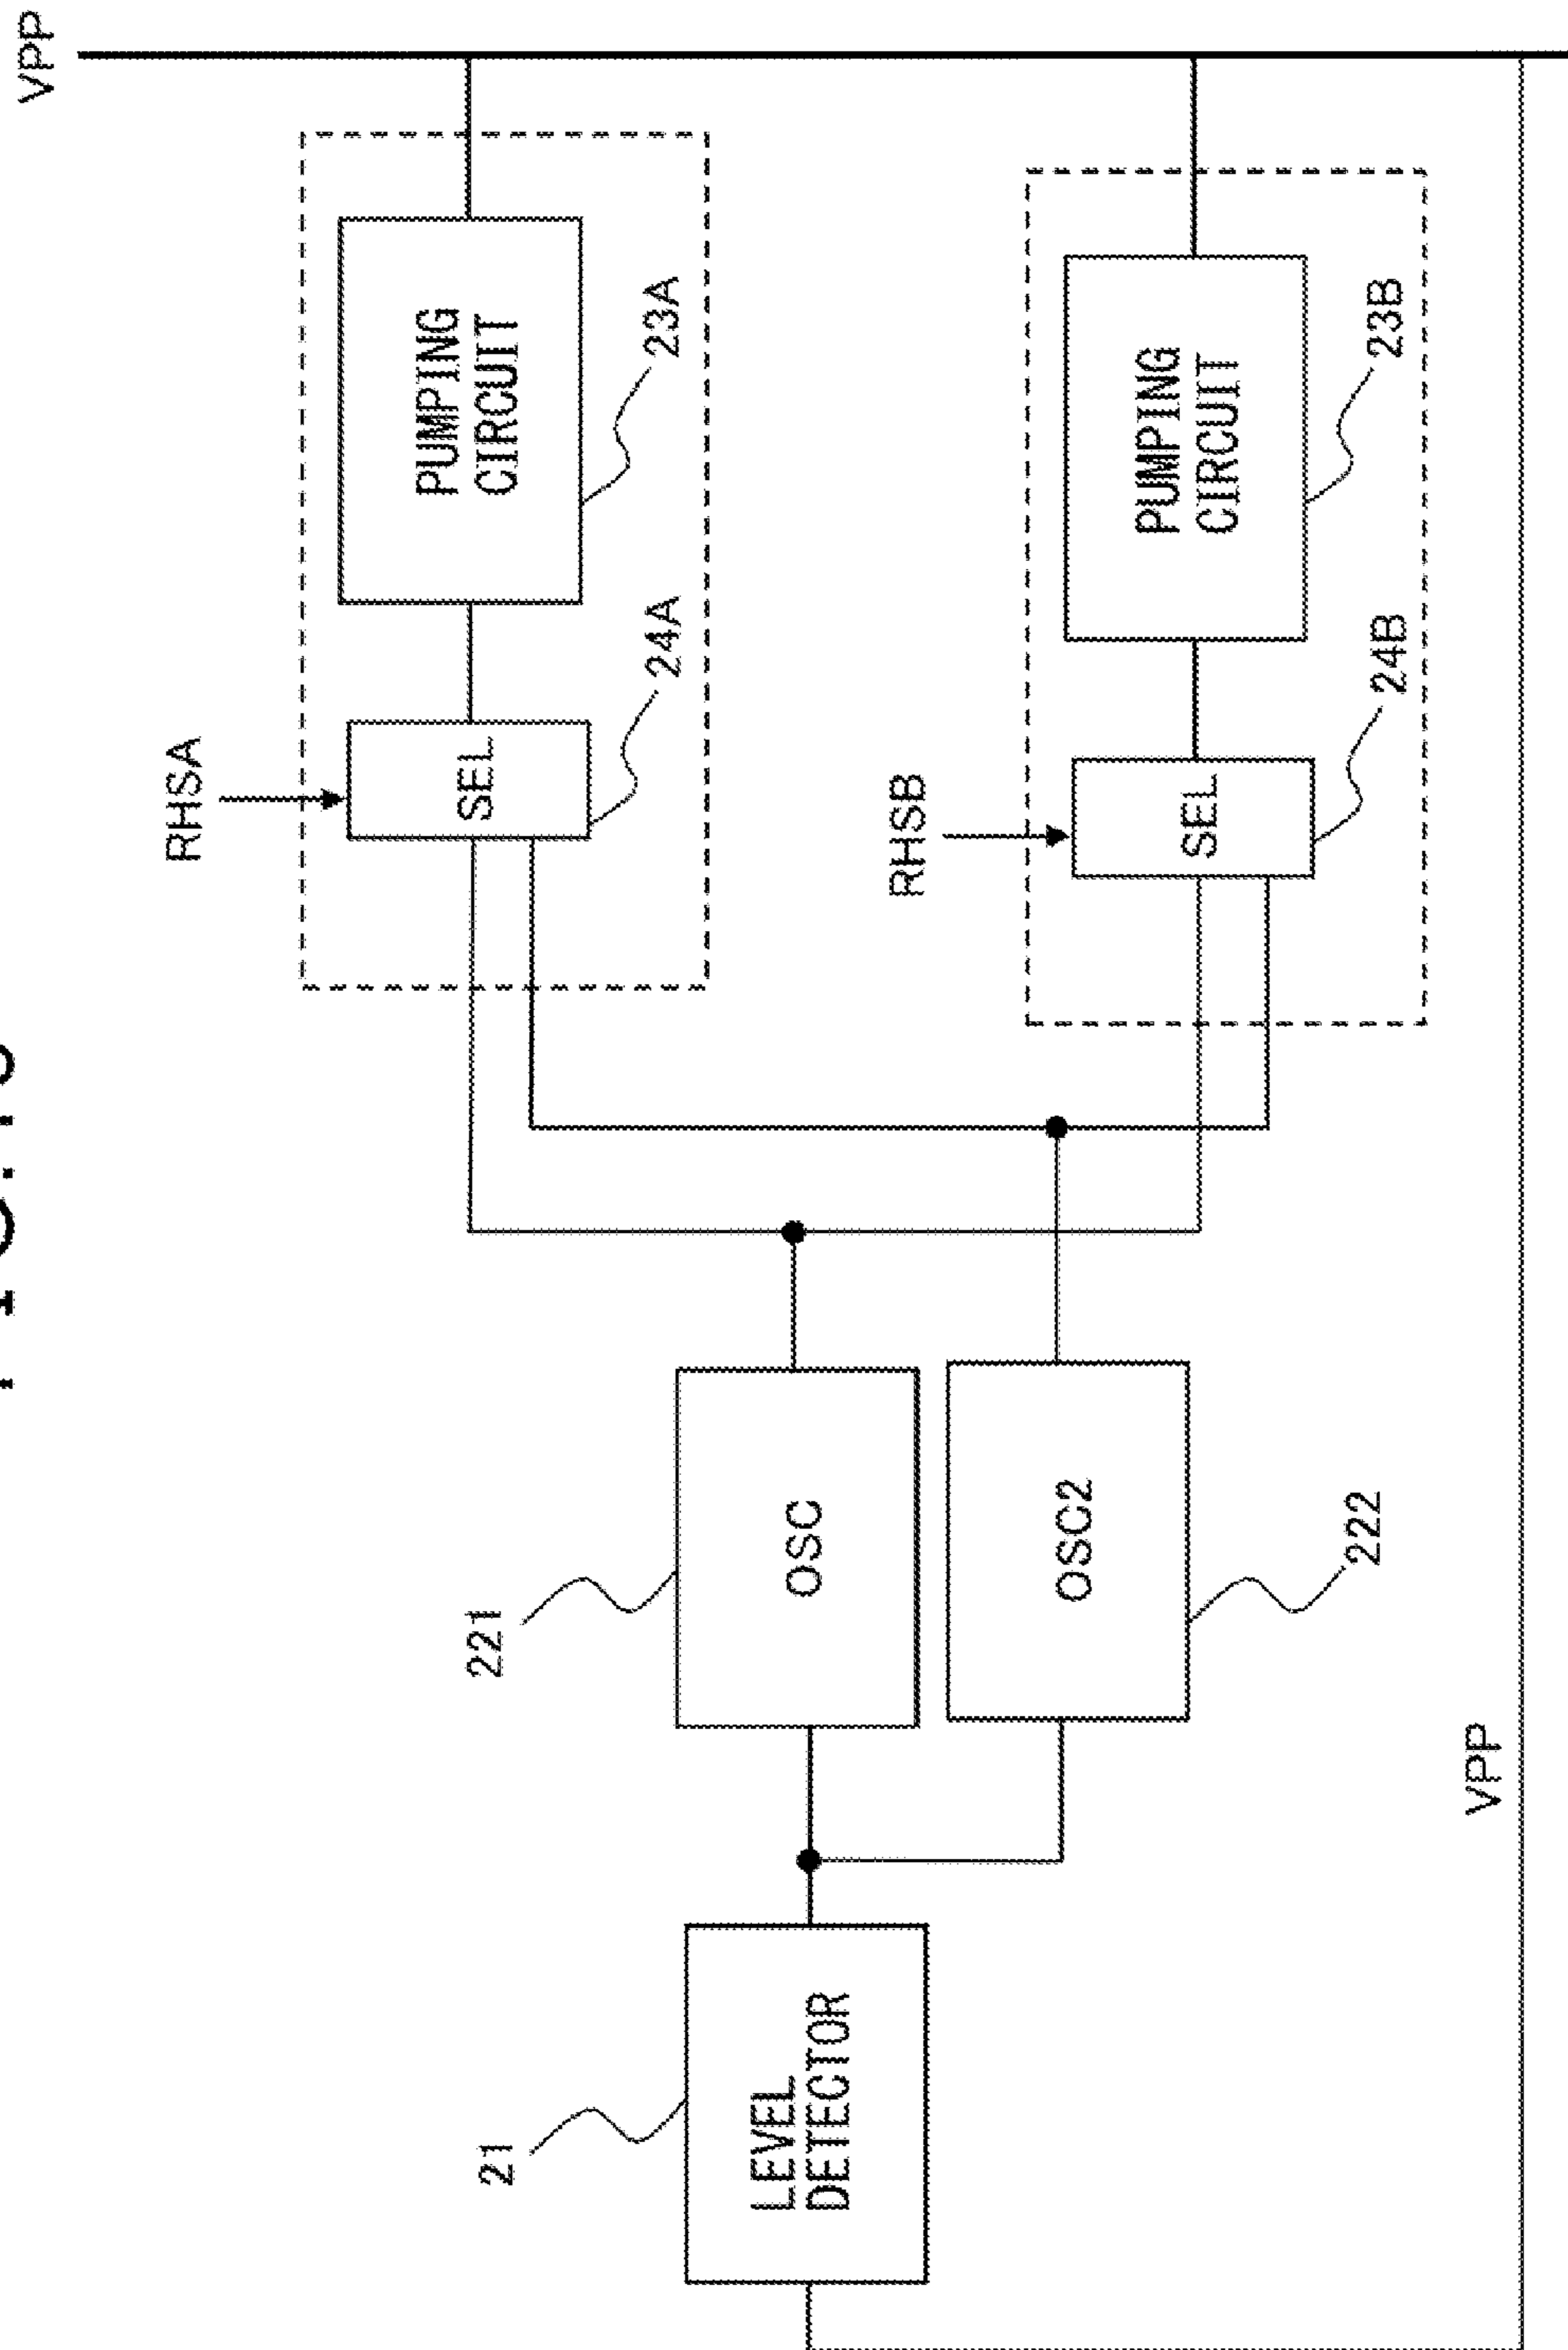 VPP
RHSA
SEL
24A
PUMPING
CIRCUIT
23A
RHSB
SEL
24B
PUMPING
CIRCUIT
23B
221
OSC
OSC2
222
21
LEVEL
DETECTOR
VPP